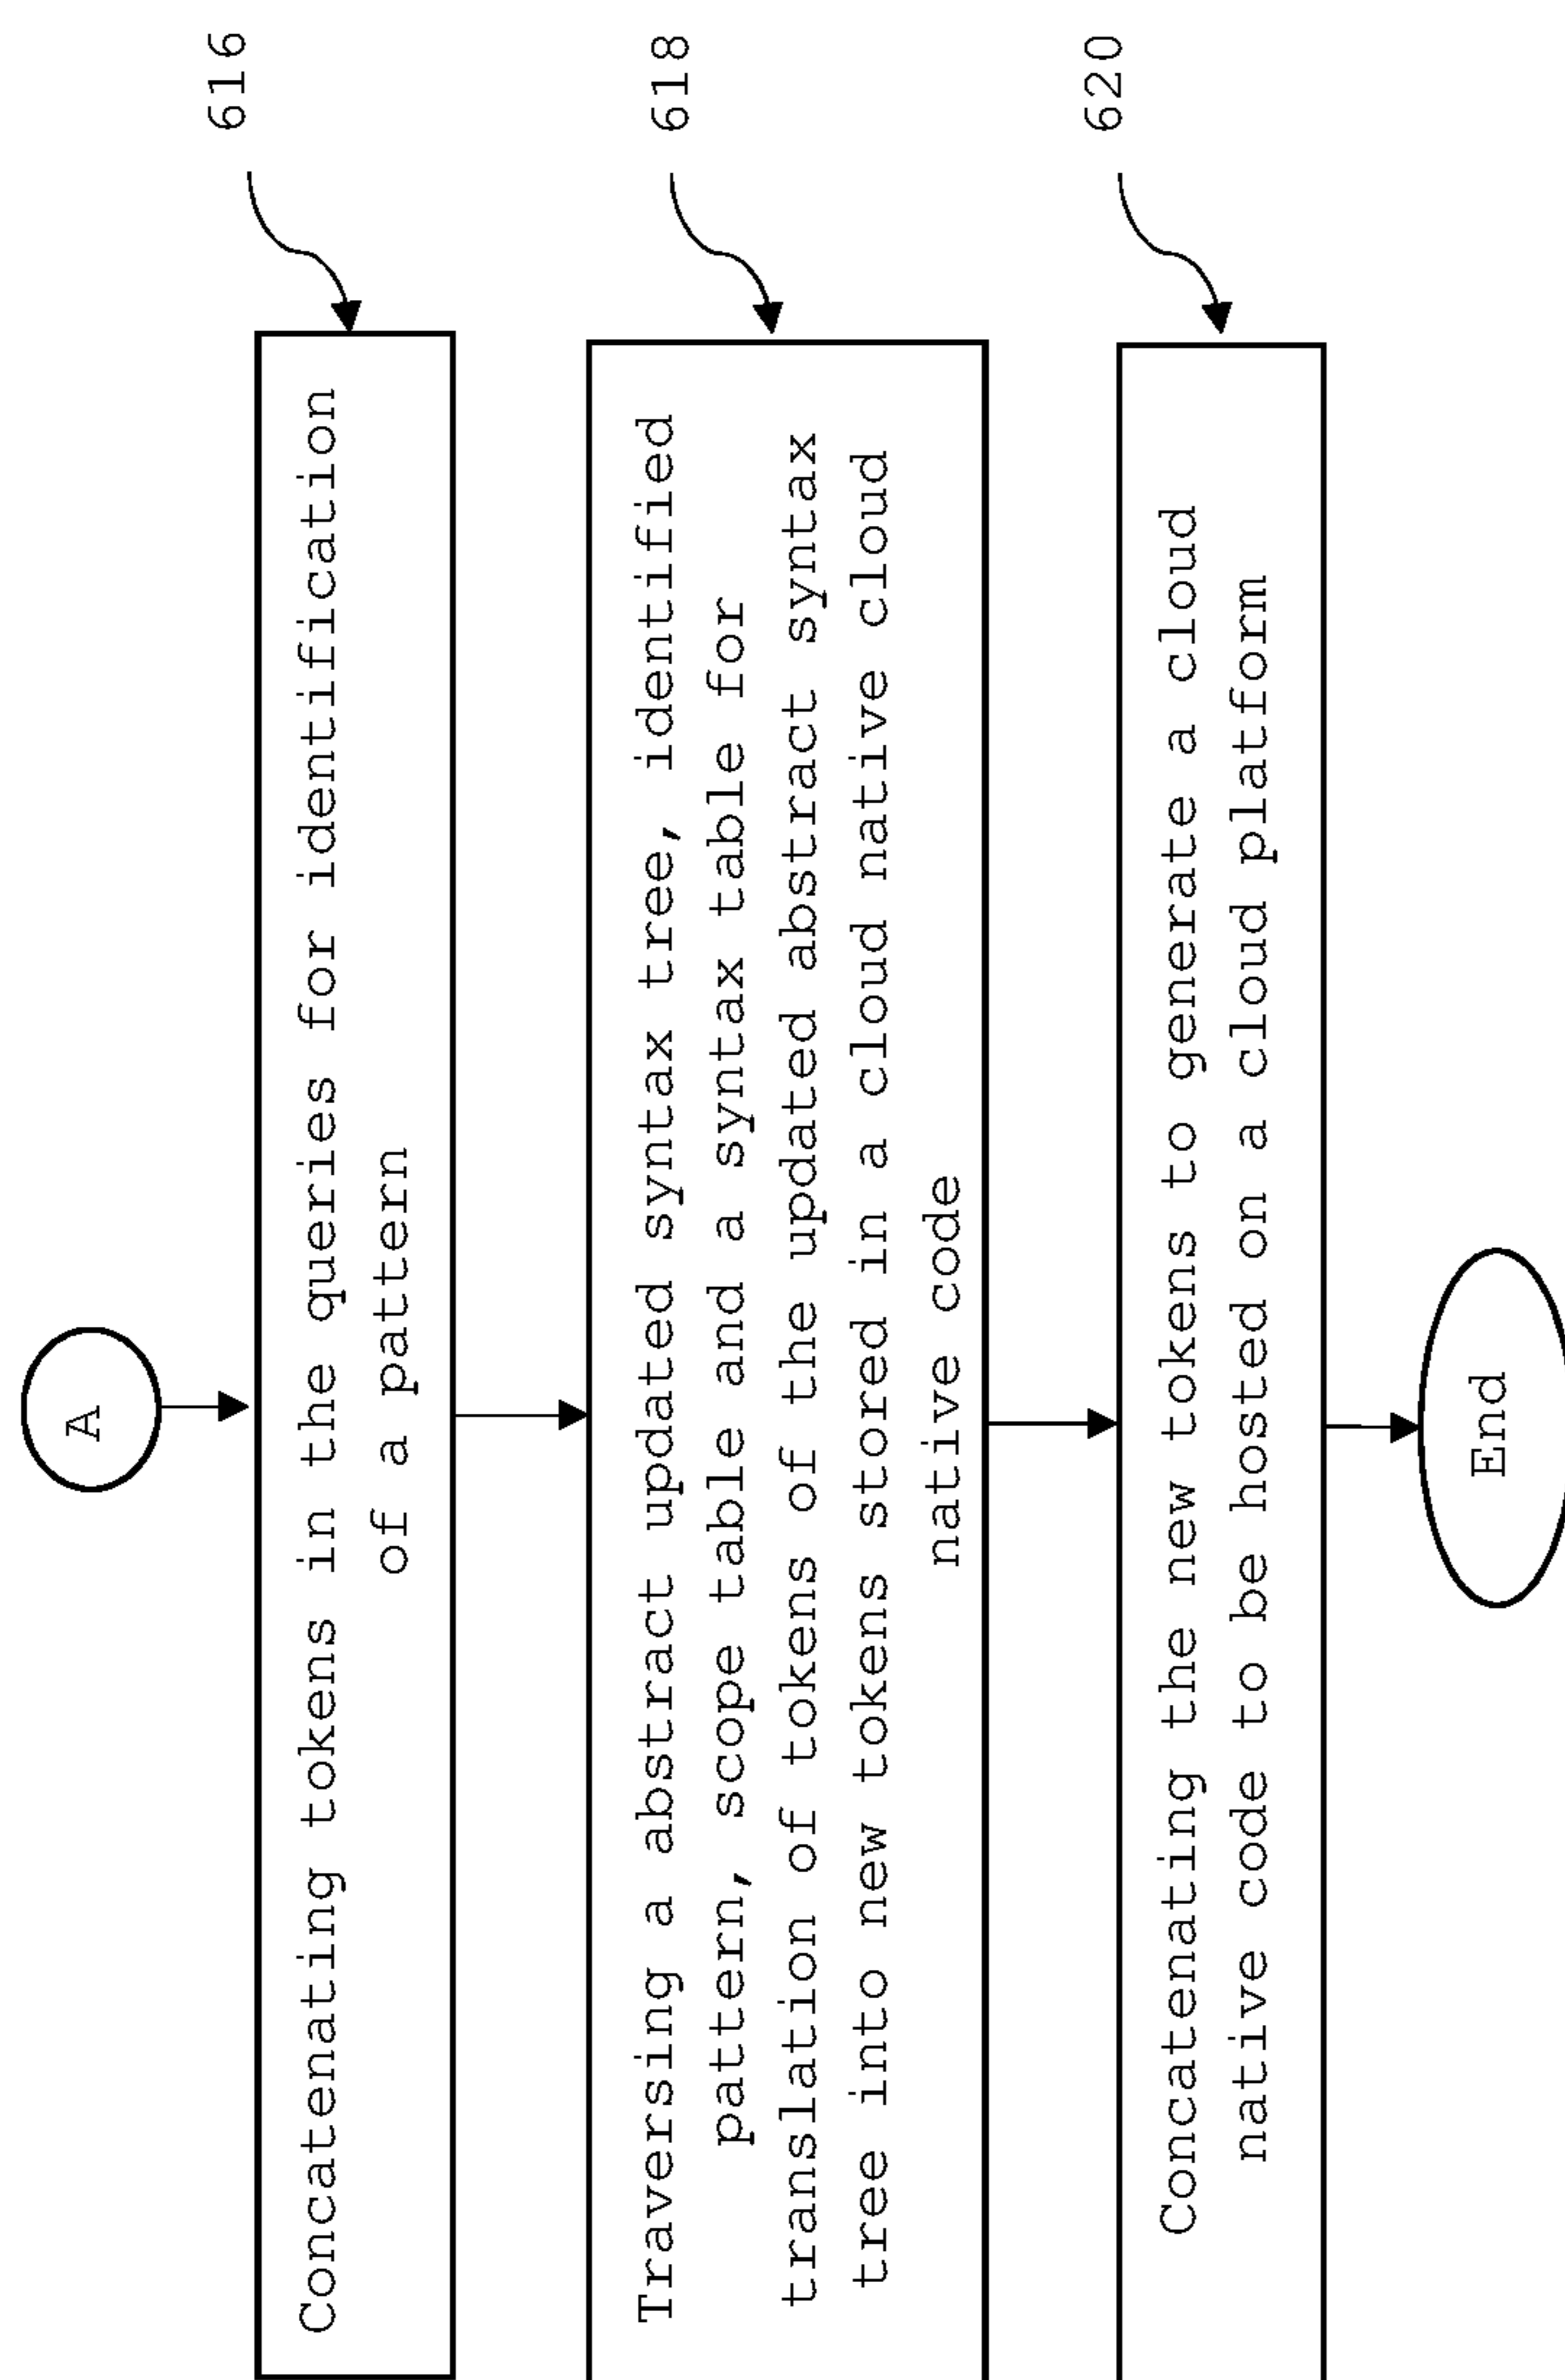 A
616
Concatenating tokens in the queries for identification
of a pattern
618
Traversing a abstract updated syntax tree, identified
pattern, scope table and a syntax table for
translation of tokens of the updated abstract syntax
tree into new tokens stored in a cloud native cloud
native code
620
Concatenating the new tokens to generate a cloud
native code to be hosted on a cloud platform
End